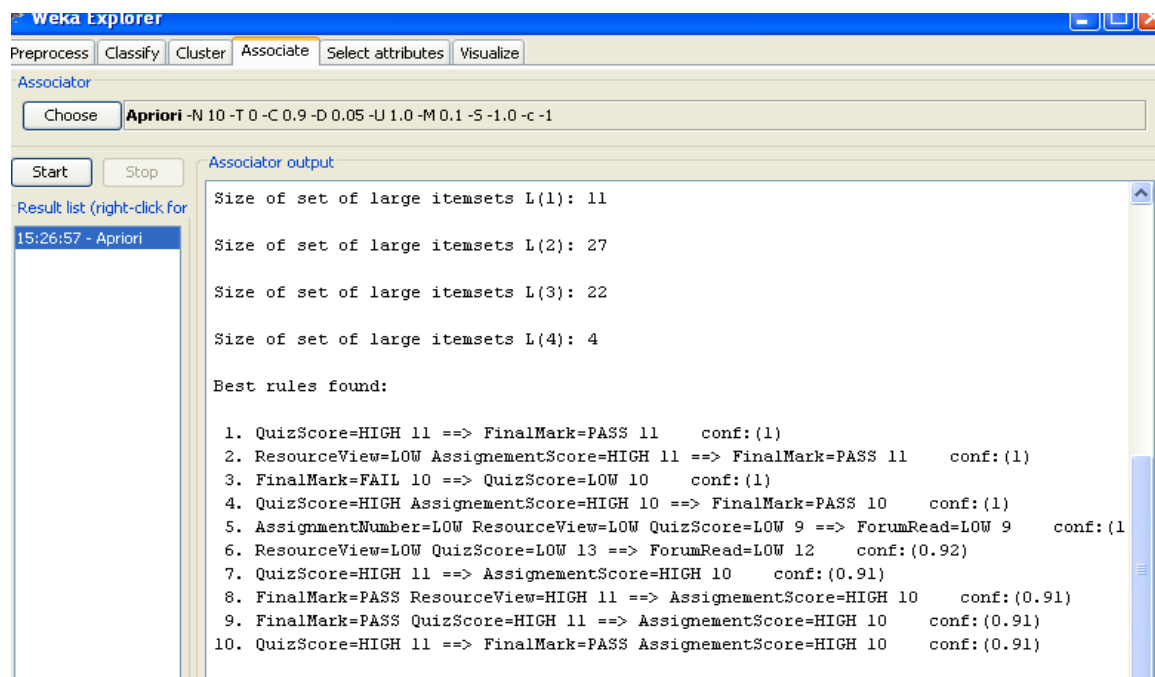 Weka Explorer
Preprocess Classify Cluster Associate Select attributes Visualize
Associator
Choose Apriori -N 10 -T 0 -C 0.9 -D 0.05 -U 1.0 -M 0.1 -S -1.0 -c -1
Start Stop
Associator output
Result list (right-click for
15:26:57 - Apriori
Size of set of large itemsets L(1): 11
Size of set of large itemsets L(2): 27
Size of set of large itemsets L(3): 22
Size of set of large itemsets L(4): 4
Best rules found:
1. QuizScore=HIGH 11 ==> FinalMark=PASS 11 conf:(1)
2. ResourceView=LOW AssignementScore=HIGH 11 ==> FinalMark=PASS 11 conf:(1)
3. FinalMark=FAIL 10 ==> QuizScore=LOW 10 conf:(1)
4. QuizScore=HIGH AssignementScore=HIGH 10 ==> FinalMark=PASS 10 conf:(1)
5. AssignmentNumber=LOW ResourceView=LOW QuizScore=LOW 9 ==> ForumRead=LOW 9 conf:(1
6. ResourceView=LOW QuizScore=LOW 13 ==> ForumRead=LOW 12 conf:(0.92)
7. QuizScore=HIGH 11 ==> AssignementScore=HIGH 10 conf:(0.91)
8. FinalMark=PASS ResourceView=HIGH 11 ==> AssignementScore=HIGH 10 conf:(0.91)
9. FinalMark=PASS QuizScore=HIGH 11 ==> AssignementScore=HIGH 10 conf:(0.91)
10. QuizScore=HIGH 11 ==> FinalMark=PASS AssignementScore=HIGH 10 conf:(0.91)